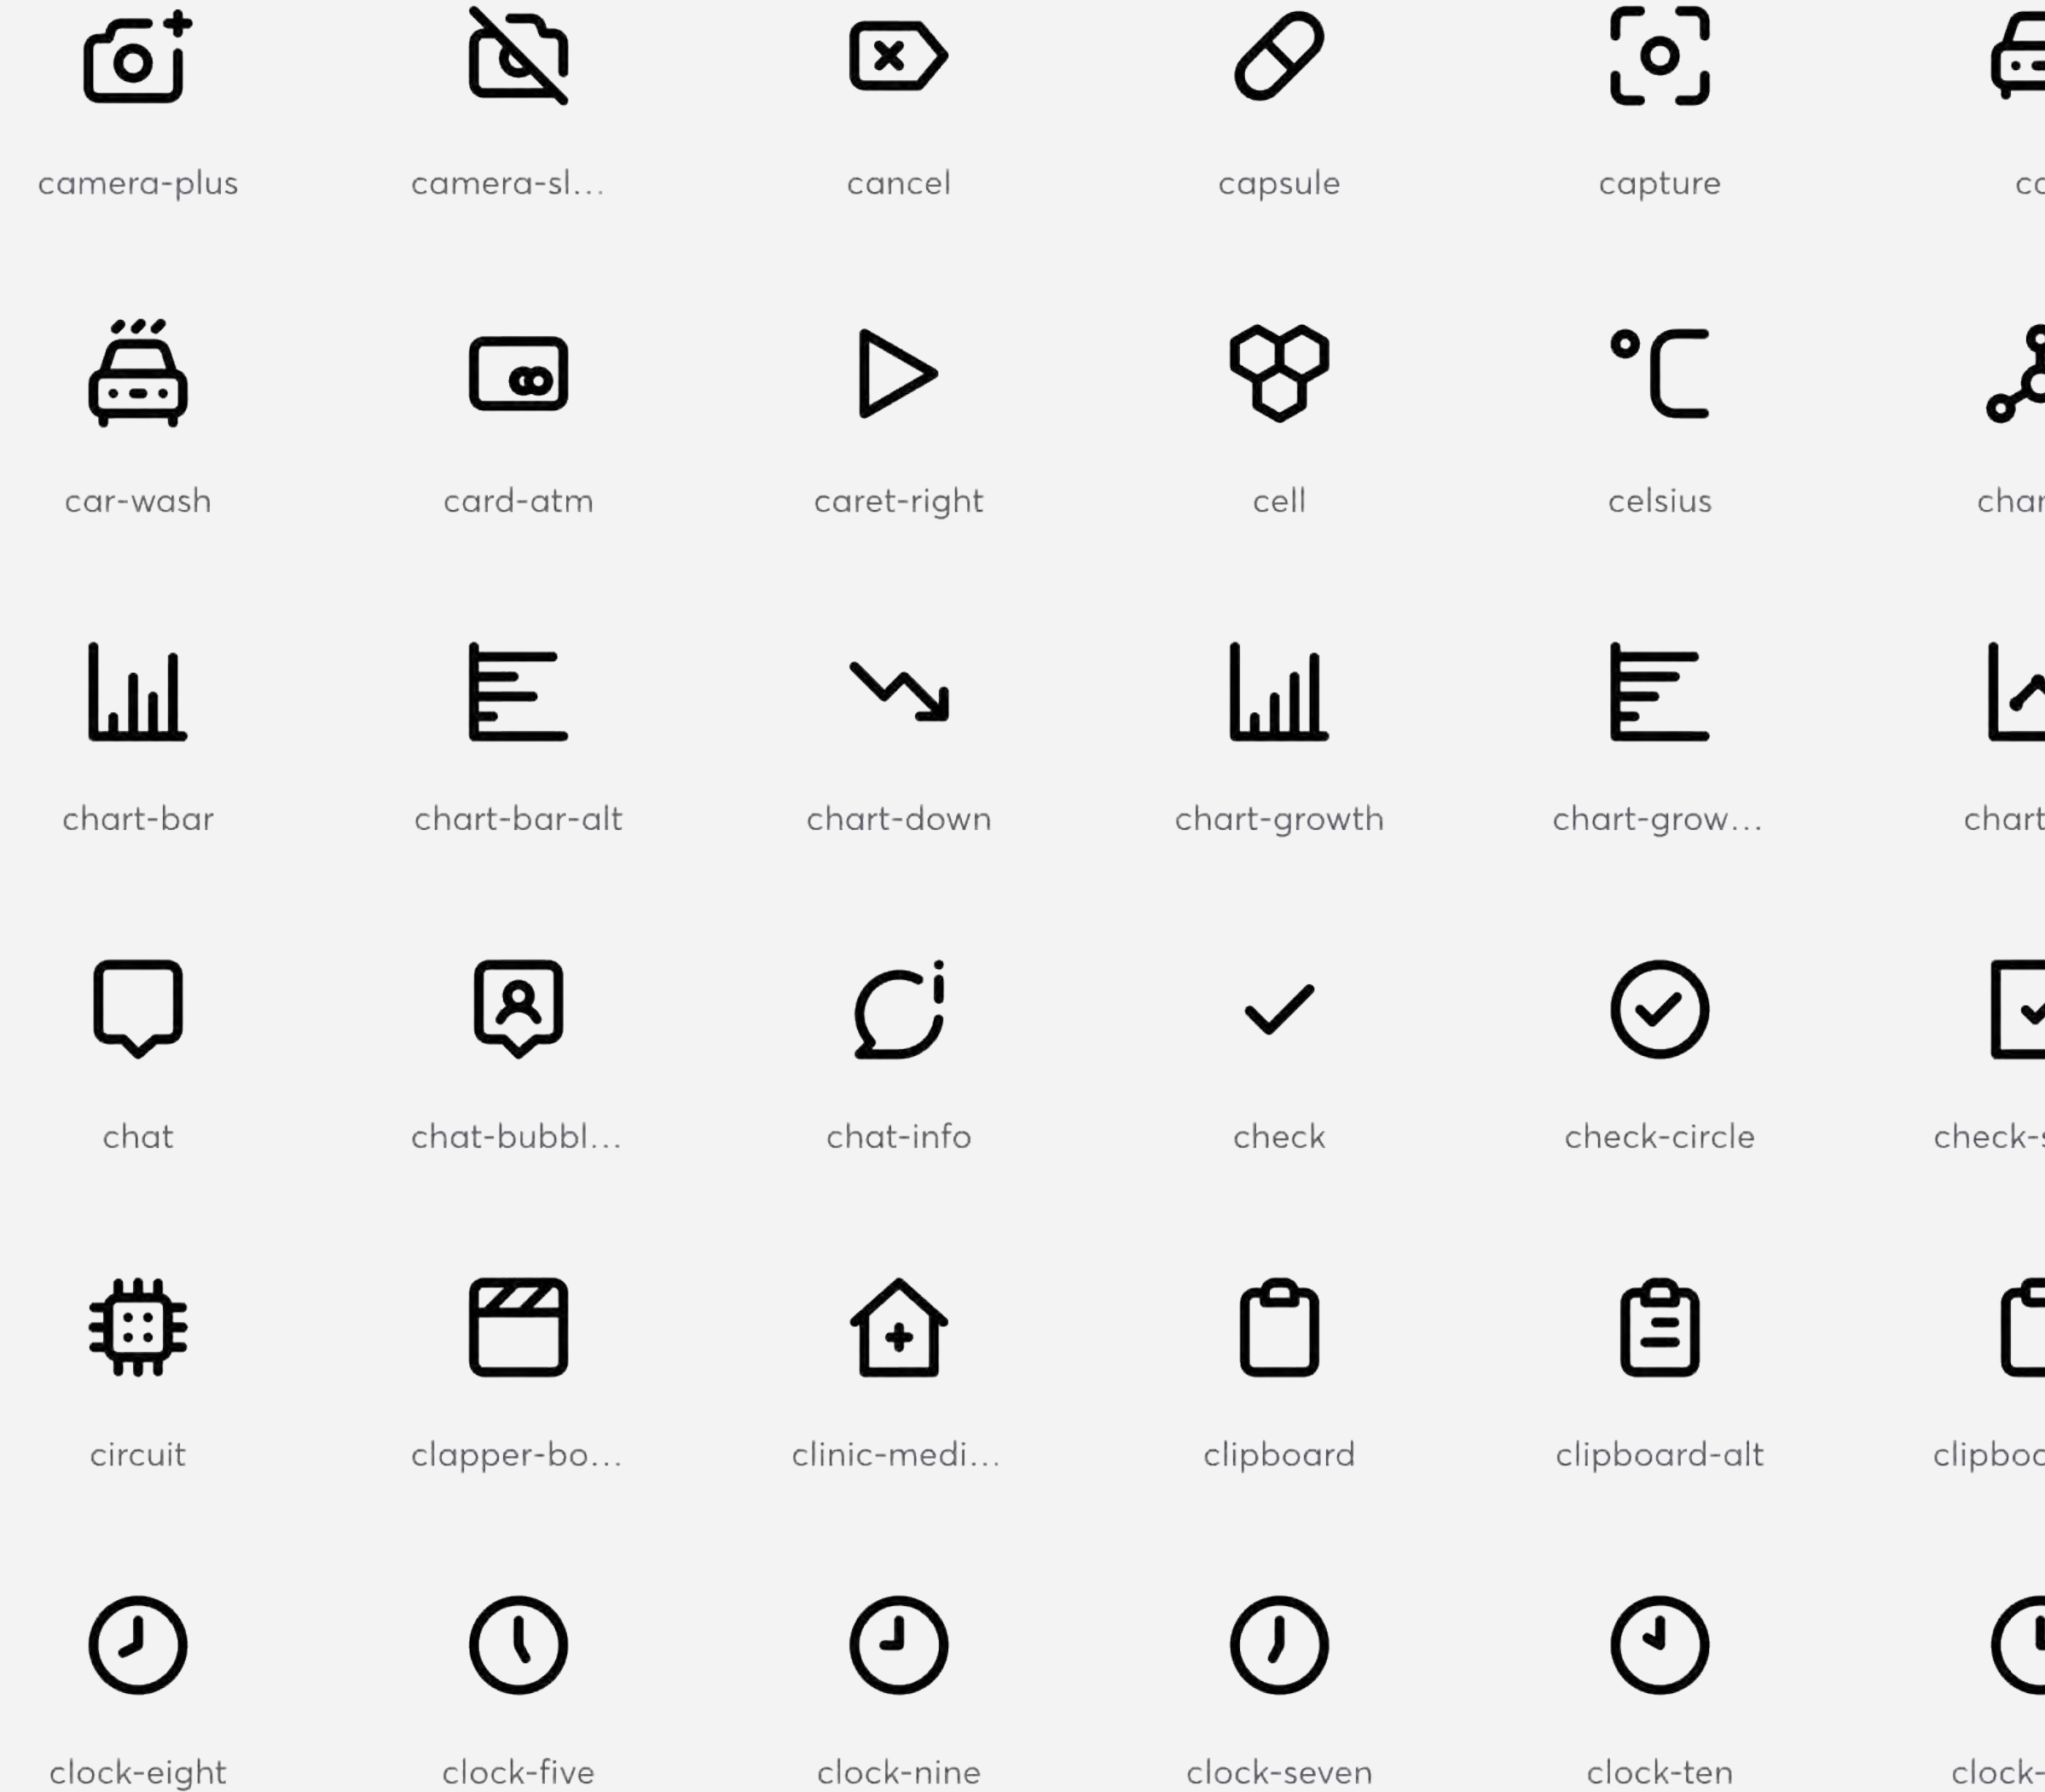 camera-plus camera-sl... cancel capsule capture
car-wash card-atm caret-right cell celsius
chart-bar chart-bar-alt chart-down chart-growth chart-grow...
chat chat-bubbl... chat-info check check-circle
circuit clapper-bo... clinic-medi... clipboard clipboard-alt
clock-eight clock-five clock-nine clock-seven clock-ten